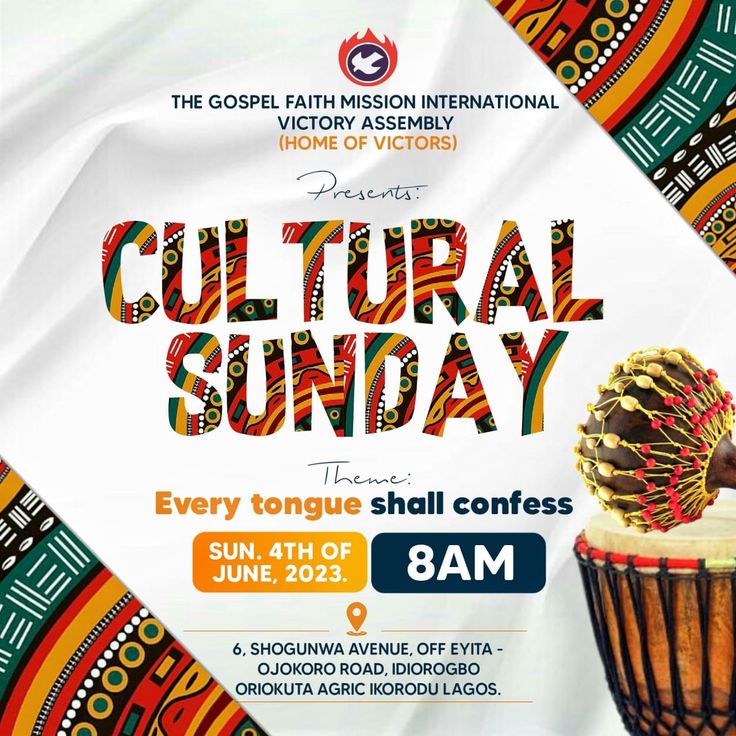 THE GOSPEL FAITH MISSION INTERNATIONAL
VICTORY ASSEMBLY
(HOME OF VICTORS)
Presents:
CULTURAL
SUNDAY
Theme:
Every tongue shall confess
SUN. 4TH OF
JUNE, 2023.
8AM
6, SHOGUNWA AVENUE, OFF EYITA -
OJOKORO ROAD, IDIOROGBO
ORIOKUTA AGRIC IKORODU LAGOS.